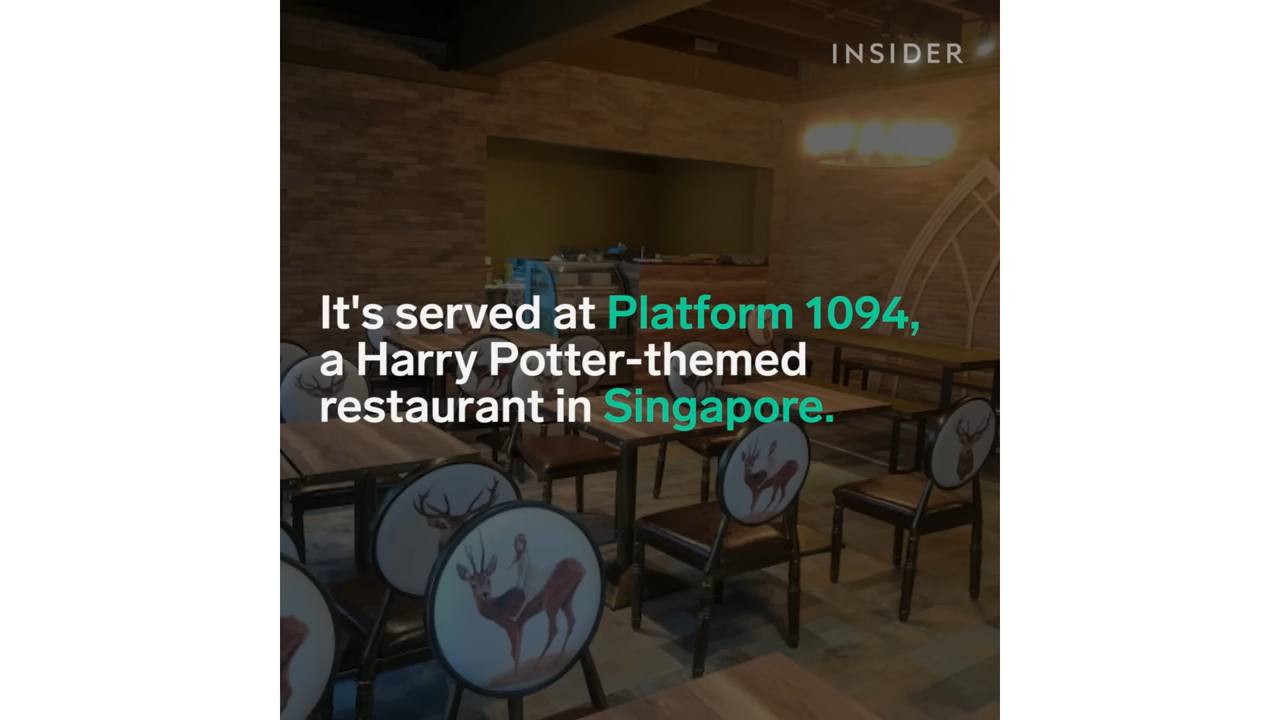 INSIDER
It's served at Platform 1094,
a Harry Potter-themed
restaurant in Singapore.